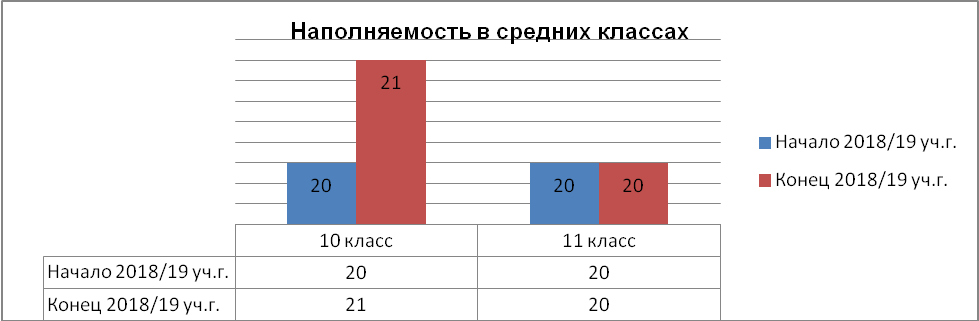 Наполняемость в средних классах
21
20
20
20
Начало 2018/19 уч.г.
Конец 2018/19 уч.г.
10 класс 11 класс
Начало 2018/19 уч.г. 20 20
Конец 2018/19 уч.г. 21 20